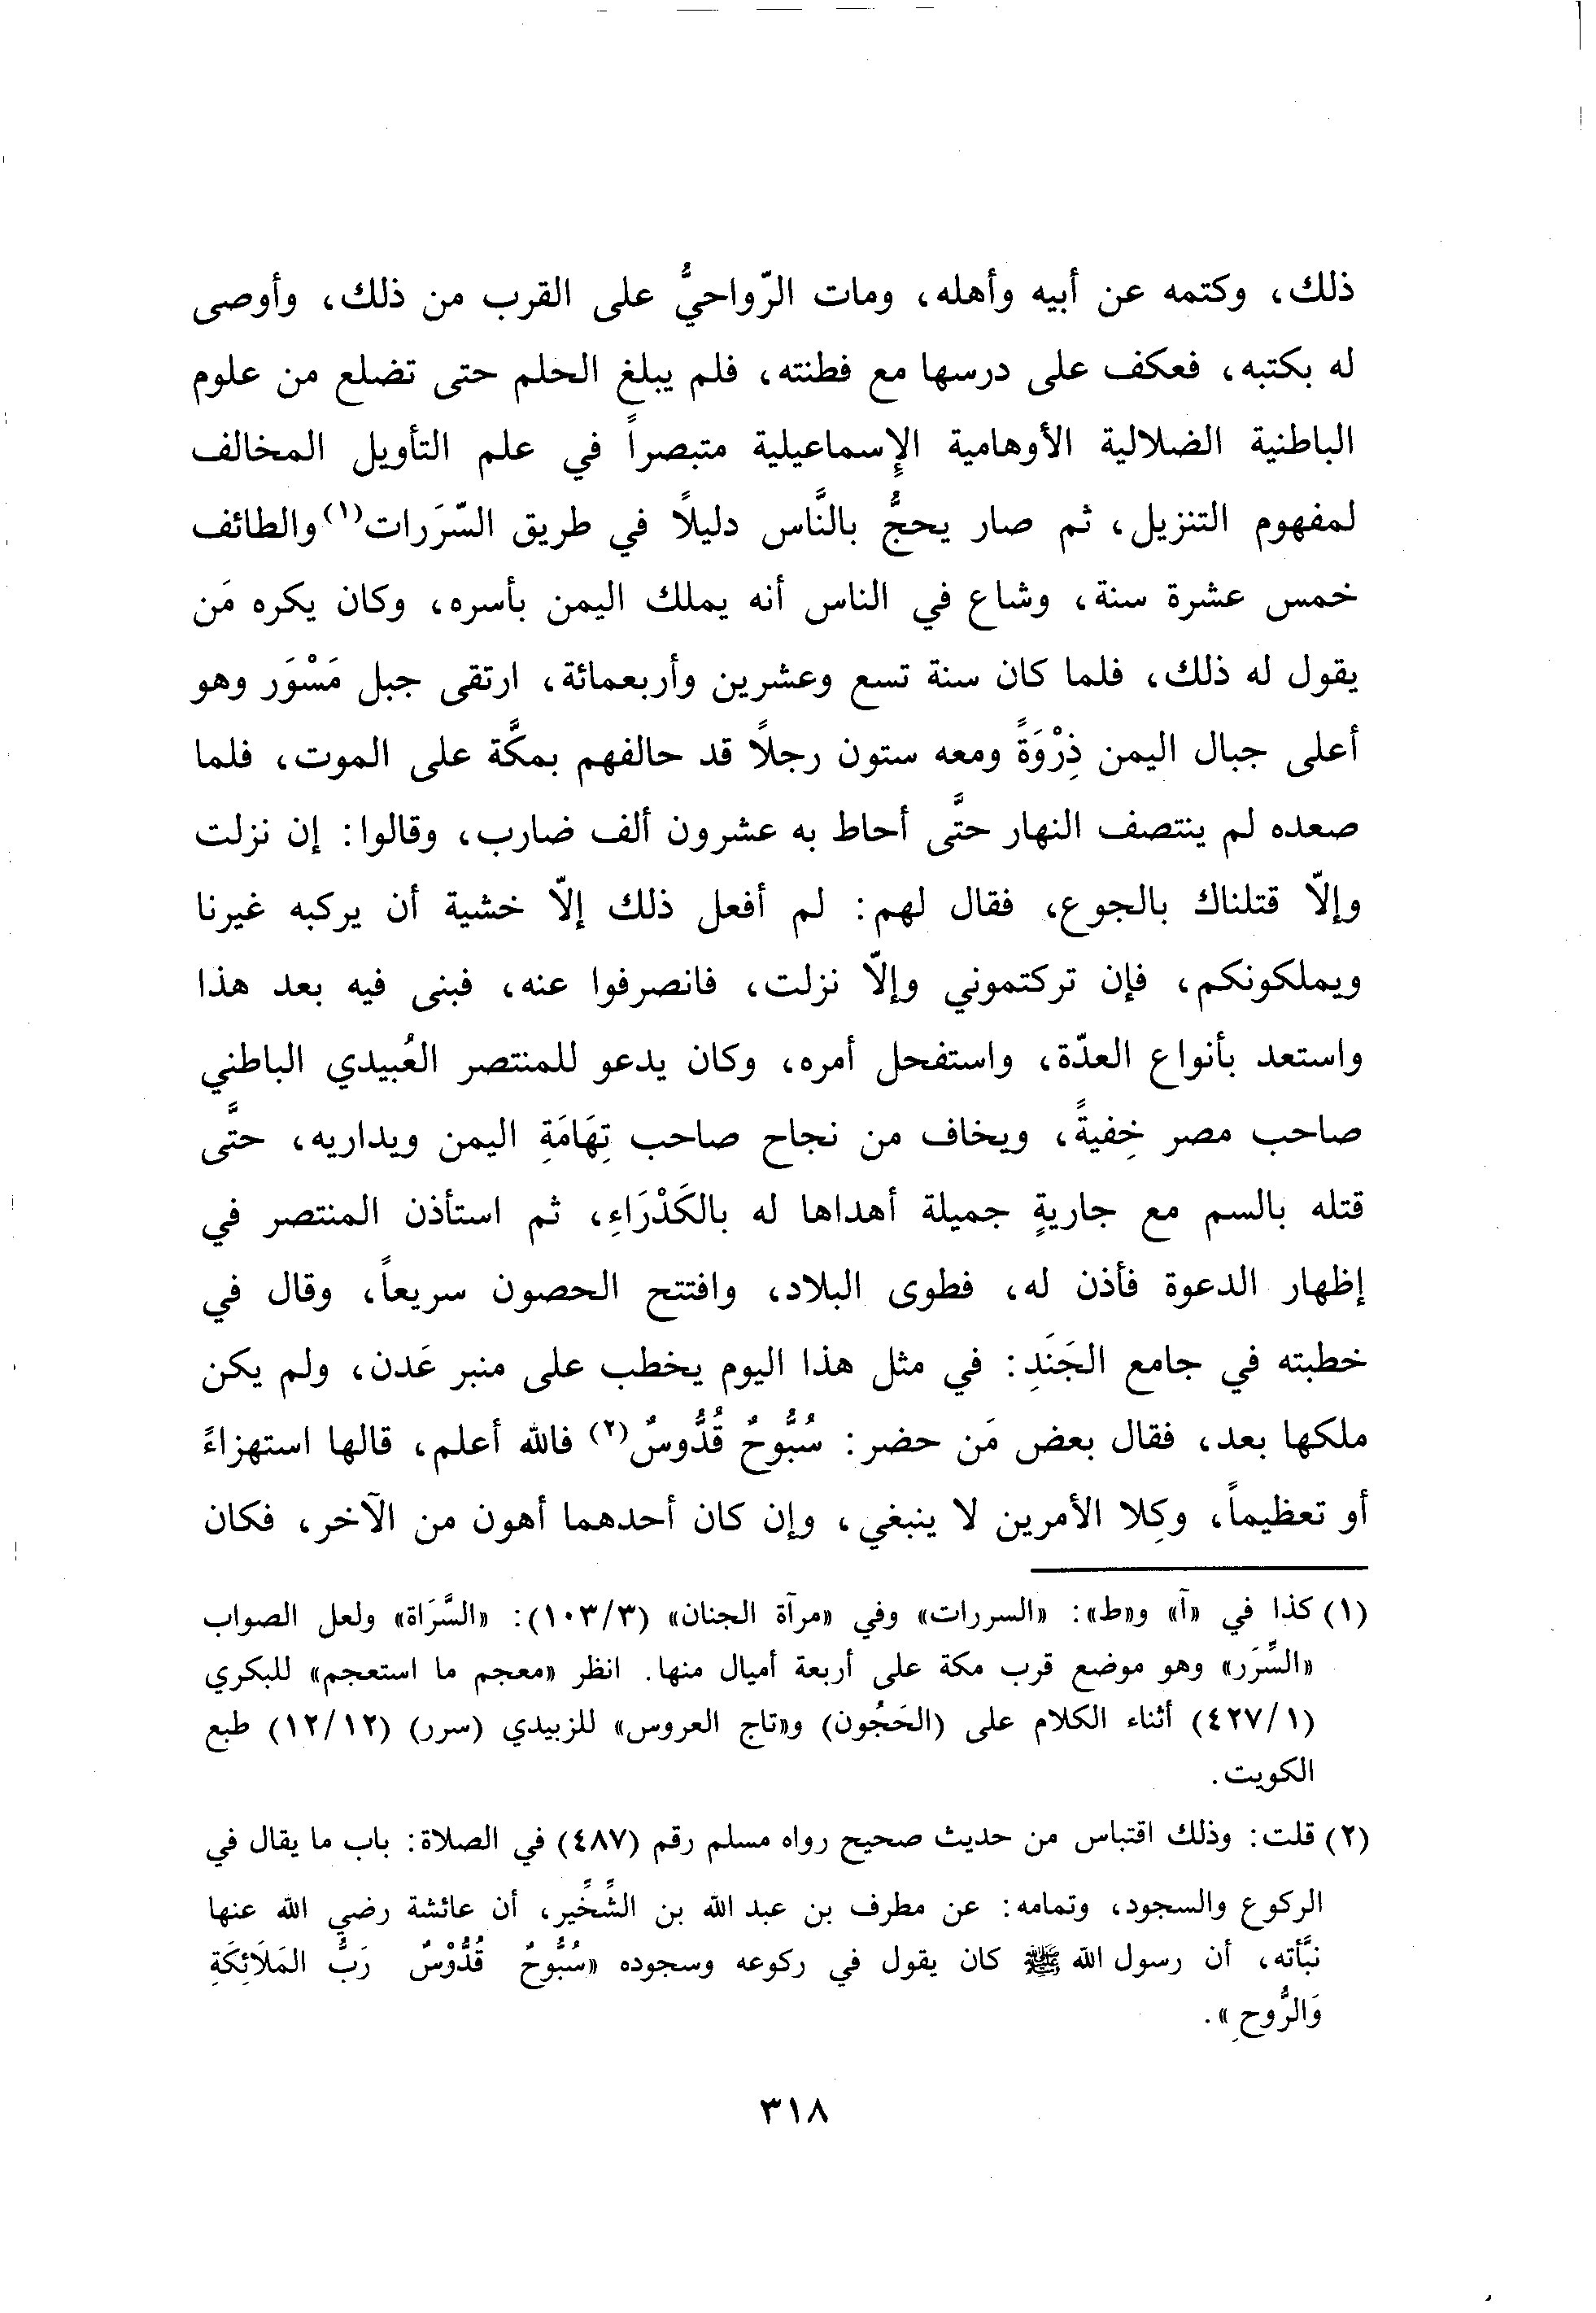 ذلك، وكتمه عن أبيه وأهله، ومات الرّواحيُّ على القرب من ذلك، وأوصى
له بكتبه، فعكف على درسها مع فطنته، فلم يبلغ الحلم حتى تضلع من علوم
الباطنية الضلالية الأوهامية الإِسماعيلية متبصراً في علم التأويل المخالف
لمفهوم التنزيل، ثم صار يحجُّ بالنَّاس دليلاً في طريق السّرَرات(١) والطائف
خمس عشرة سنة، وشاع في الناس أنه يملك اليمن بأسره، وكان يكره مَن
يقول له ذلك، فلما كان سنة تسع وعشرين وأربعمائة، ارتقى جبل مَسْوَر وهو
أعلى جبال اليمن ذِرْوَةً ومعه ستون رجلاً قد حالفهم بمكَّة على الموت، فلما
صعده لم ينتصف النهار حتَّى أحاط به عشرون ألف ضارب، وقالوا: إن نزلت
وإلّا قتلناك بالجوع، فقال لهم: لم أفعل ذلك إلّا خشية أن يركبه غيرنا
ويملكونكم، فإن تركتموني وإلّا نزلت، فانصرفوا عنه، فبنى فيه بعد هذا
واستعد بأنواع العدّة، واستفحل أمره، وكان يدعو للمنتصر العُبيدي الباطني
صاحب مصر خِفيةً، ويخاف من نجاح صاحب تِهَامَةِ اليمن ويداريه، حتَّى
قتله بالسم مع جاريةٍ جميلة أهداها له بالكَدْرَاءِ، ثم استأذن المنتصر في
إظهار الدعوة فأذن له، فطوى البلاد، وافتتح الحصون سريعاً، وقال في
خطبته في جامع الجَنَدِ: في مثل هذا اليوم يخطب على منبر عَدن، ولم يكن
ملكها بعد، فقال بعض مَن حضر: سُبُّوحٌ قُدُّوسٌ(٢) فالله أعلم، قالها استهزاءً
أو تعظيماً، وكِلا الأمرين لا ينبغي، وإن كان أحدهما أهون من الآخر، فكان
(١) كذا في «آ» و«ط»: «السررات» وفي «مرآة الجنان» (١٠٣/٣): «السَّرَاة» ولعل الصواب
«السِّرَر» وهو موضع قرب مكة على أربعة أميال منها. انظر «معجم ما استعجم» للبكري
(٤٢٧/١) أثناء الكلام على (الحَجُون) و«تاج العروس» للزبيدي (سرر) (١٢/١٢) طبع
الكويت.
(٢) قلت: وذلك اقتباس من حديث صحيح رواه مسلم رقم (٤٨٧) في الصلاة: باب ما يقال في
الركوع والسجود، وتمامه: عن مطرف بن عبد الله بن الشِّخِّير، أن عائشة رضي الله عنها
نبَّأته، أن رسول الله ﷺ كان يقول في ركوعه وسجوده «سُبُّوحٌ قُدُّوْسٌ رَبُّ المَلَائِكَةِ
وَالرُّوحِ».
٣١٨